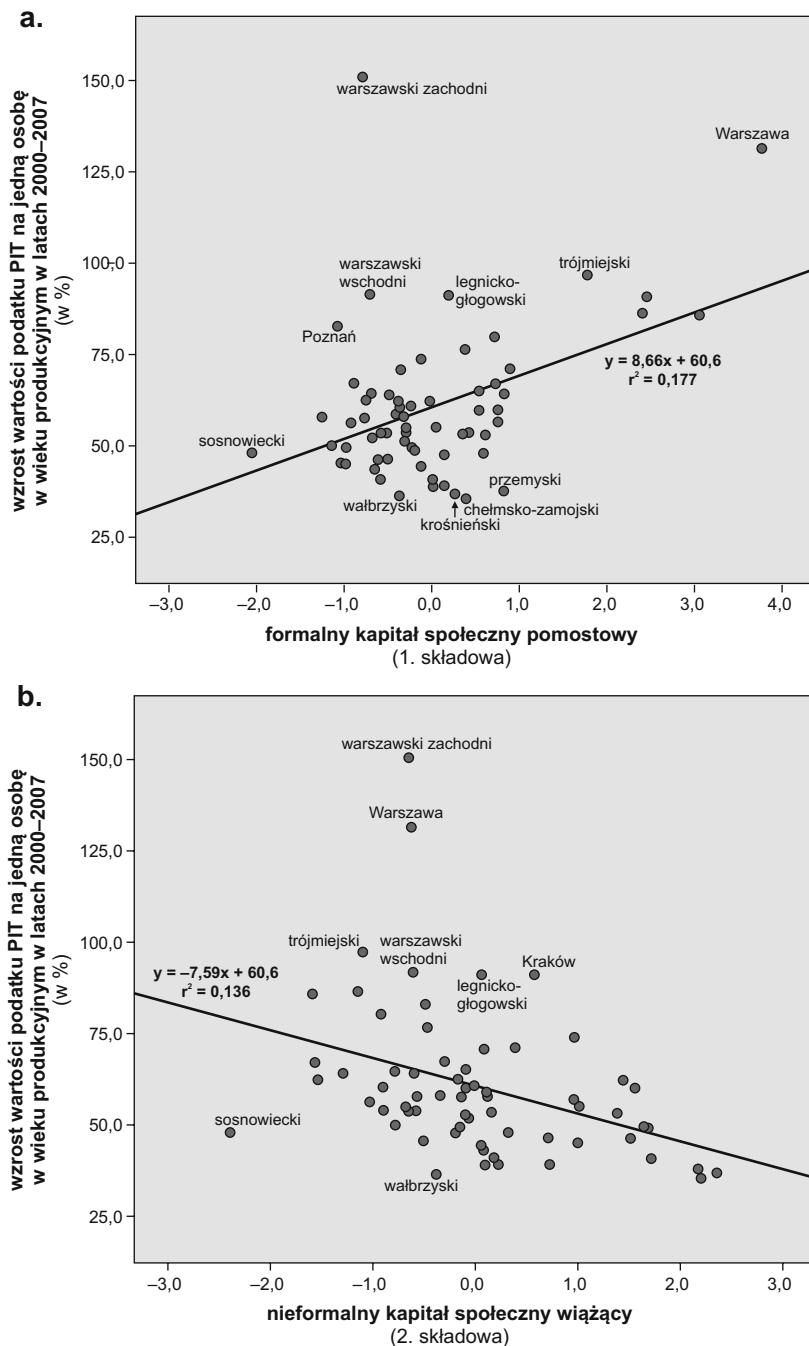 a.
wzrost wartości podatku PIT na jedną osobę
w wieku produkcyjnym w latach 2000–2007
(w %)
150,0
125,0
100,0
75,0
50,0
25,0
warszawski zachodni
Warszawa
trójmiejski
warszawski
wschodni
legnicko-
głogowski
Poznań
y = 8,66x + 60,6
r² = 0,177
sosnowiecki
przemyski
wałbrzyski
chełmsko-zamojski
krośnieński
–3,0
–2,0
–1,0
0,0
1,0
2,0
3,0
4,0
formalny kapitał społeczny pomostowy
(1. składowa)
b.
wzrost wartości podatku PIT na jedną osobę
w wieku produkcyjnym w latach 2000–2007
(w %)
150,0
125,0
100,0
75,0
50,0
25,0
warszawski zachodni
Warszawa
trójmiejski
warszawski
wschodni
Kraków
legnicko-
głogowski
y = –7,59x + 60,6
r² = 0,136
sosnowiecki
wałbrzyski
–3,0
–2,0
–1,0
0,0
1,0
2,0
3,0
nieformalny kapitał społeczny wiążący
(2. składowa)